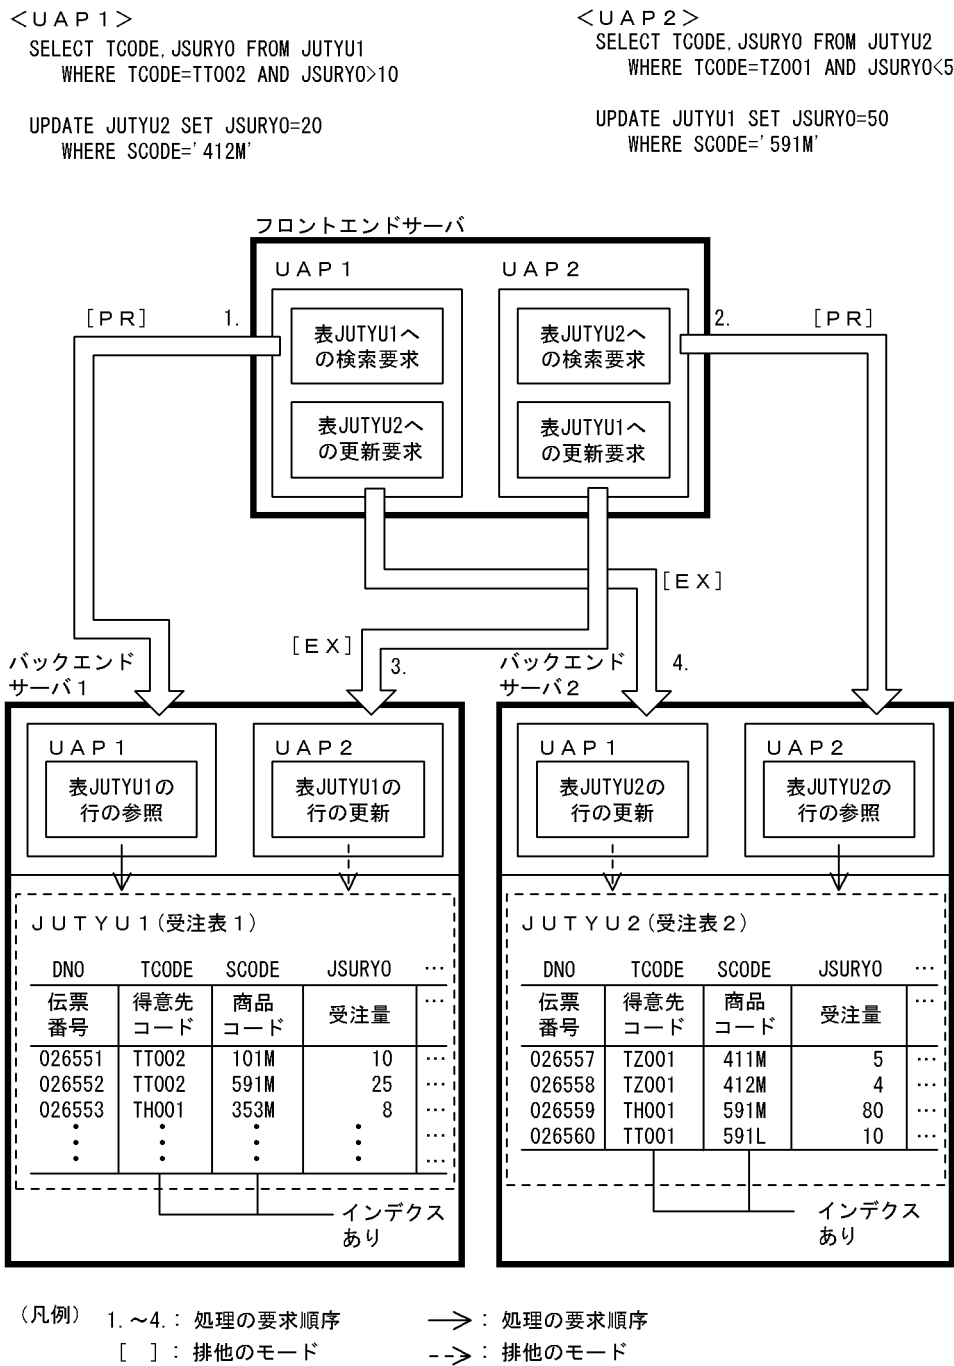 ＜ＵＡＰ１＞
SELECT TCODE,JSURYO FROM JUTYU1
WHERE TCODE=TT002 AND JSURYO>10
UPDATE JUTYU2 SET JSURYO=20
WHERE SCODE='412M'
＜ＵＡＰ２＞
SELECT TCODE,JSURYO FROM JUTYU2
WHERE TCODE=TZ001 AND JSURYO<5
UPDATE JUTYU1 SET JSURYO=50
WHERE SCODE='591M'
フロントエンドサーバ
ＵＡＰ１
ＵＡＰ２
[ＰＲ]
1.
表JUTYU1へ
の検索要求
表JUTYU2へ
の検索要求
2.
[ＰＲ]
表JUTYU2へ
の更新要求
表JUTYU1へ
の更新要求
[ＥＸ]
[ＥＸ]
3.
4.
バックエンド
サーバ１
ＵＡＰ１
表JUTYU1の
行の参照
ＵＡＰ２
表JUTYU1の
行の更新
ＪＵＴＹＵ１(受注表１)
DNO TCODE SCODE JSURYO …
伝票 得意先 商品 受注量 …
番号 コード コード
026551 TT002 101M 10 …
026552 TT002 591M 25 …
026553 TH001 353M 8 …
： ： ： ： …
…
インデクス
あり
バックエンド
サーバ２
ＵＡＰ１
表JUTYU2の
行の更新
ＵＡＰ２
表JUTYU2の
行の参照
ＪＵＴＹＵ２(受注表２)
DNO TCODE SCODE JSURYO …
伝票 得意先 商品 受注量 …
番号 コード コード
026557 TZ001 411M 5 …
026558 TZ001 412M 4 …
026559 TH001 591M 80 …
026560 TT001 591L 10 …
インデクス
あり
(凡例) 1.～4.：処理の要求順序 →：処理の要求順序
[ ]：排他のモード -->：排他のモード